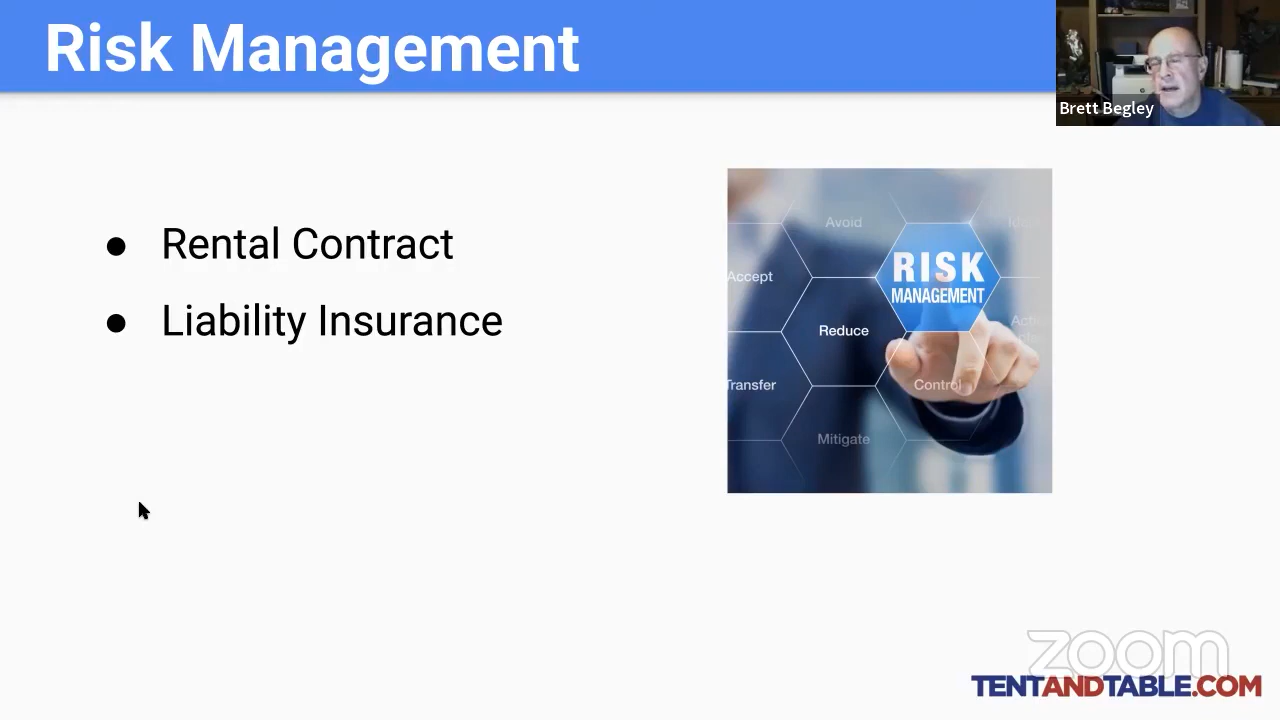 Risk Management
Brett Begley
● Rental Contract
● Liability Insurance
Avoid
RISK
MANAGEMENT
Accept
Reduce
Transfer
Control
Mitigate
zoom
TENTANDTABLE.COM